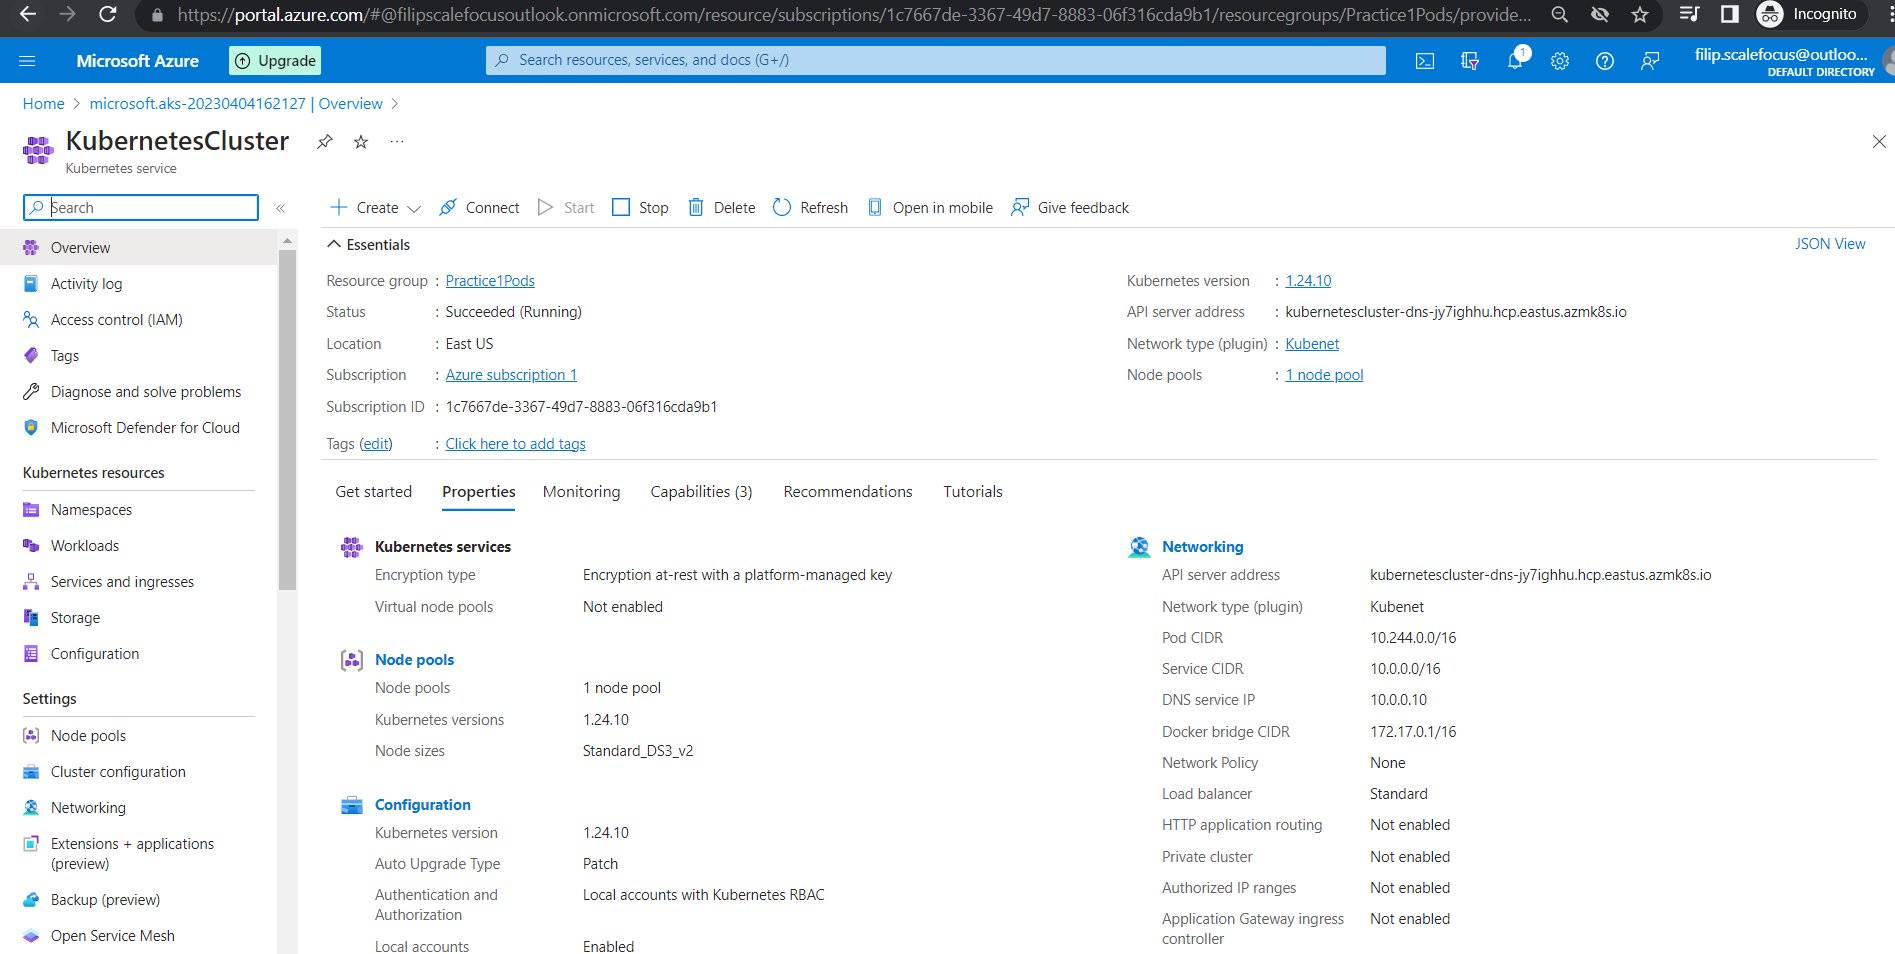 https://portal.azure.com/#@filipscalefocusoutlook.onmicrosoft.com/resource/subscriptions/1c7667de-3367-49d7-8883-06f316cda9b1/resourcegroups/Practice1Pods/provide...
Incognito
Microsoft Azure
Upgrade
Search resources, services, and docs (G+/)
1
filip.scalefocus@outloo...
DEFAULT DIRECTORY
Home > microsoft.aks-20230404162127 | Overview >
KubernetesCluster
Kubernetes service
Search
Create
Connect
Start
Stop
Delete
Refresh
Open in mobile
Give feedback
Overview
Activity log
Access control (IAM)
Tags
Diagnose and solve problems
Microsoft Defender for Cloud
Kubernetes resources
Namespaces
Workloads
Services and ingresses
Storage
Configuration
Settings
Node pools
Cluster configuration
Networking
Extensions + applications
(preview)
Backup (preview)
Open Service Mesh
Essentials
JSON View
Resource group : Practice1Pods
Status : Succeeded (Running)
Location : East US
Subscription : Azure subscription 1
Subscription ID : 1c7667de-3367-49d7-8883-06f316cda9b1
Tags (edit) : Click here to add tags
Kubernetes version : 1.24.10
API server address : kubernetescluster-dns-jy7ighhu.hcp.eastus.azmk8s.io
Network type (plugin) : Kubenet
Node pools : 1 node pool
Get started
Properties
Monitoring
Capabilities (3)
Recommendations
Tutorials
Kubernetes services
Encryption type Encryption at-rest with a platform-managed key
Virtual node pools Not enabled
Node pools
Node pools 1 node pool
Kubernetes versions 1.24.10
Node sizes Standard_DS3_v2
Configuration
Kubernetes version 1.24.10
Auto Upgrade Type Patch
Authentication and Local accounts with Kubernetes RBAC
Authorization
Local accounts Enabled
Networking
API server address kubernetescluster-dns-jy7ighhu.hcp.eastus.azmk8s.io
Network type (plugin) Kubenet
Pod CIDR 10.244.0.0/16
Service CIDR 10.0.0.0/16
DNS service IP 10.0.0.10
Docker bridge CIDR 172.17.0.1/16
Network Policy None
Load balancer Standard
HTTP application routing Not enabled
Private cluster Not enabled
Authorized IP ranges Not enabled
Application Gateway ingress Not enabled
controller